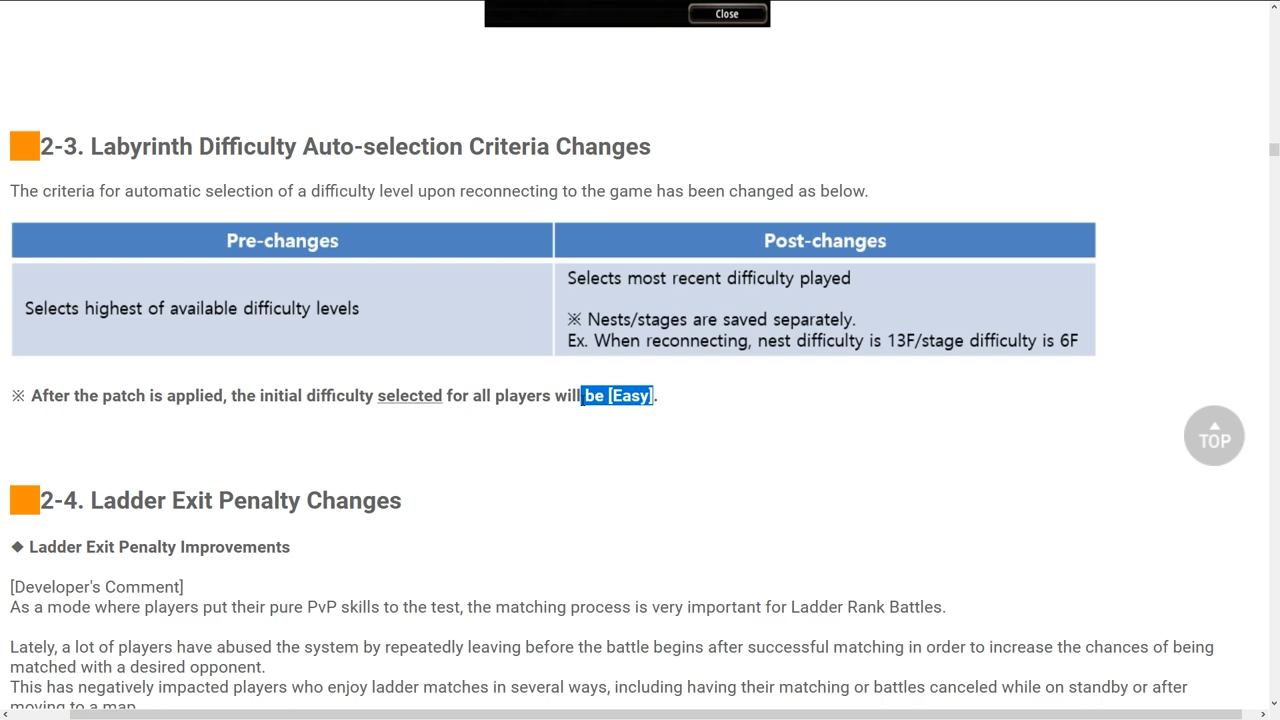 Close
2-3. Labyrinth Difficulty Auto-selection Criteria Changes
The criteria for automatic selection of a difficulty level upon reconnecting to the game has been changed as below.
Pre-changes
Post-changes
Selects highest of available difficulty levels
Selects most recent difficulty played
※ Nests/stages are saved separately.
Ex. When reconnecting, nest difficulty is 13F/stage difficulty is 6F
※ After the patch is applied, the initial difficulty selected for all players will be [Easy].
TOP
2-4. Ladder Exit Penalty Changes
◆ Ladder Exit Penalty Improvements
[Developer's Comment]
As a mode where players put their pure PvP skills to the test, the matching process is very important for Ladder Rank Battles.
Lately, a lot of players have abused the system by repeatedly leaving before the battle begins after successful matching in order to increase the chances of being
matched with a desired opponent.
This has negatively impacted players who enjoy ladder matches in several ways, including having their matching or battles canceled while on standby or after
moving to a map